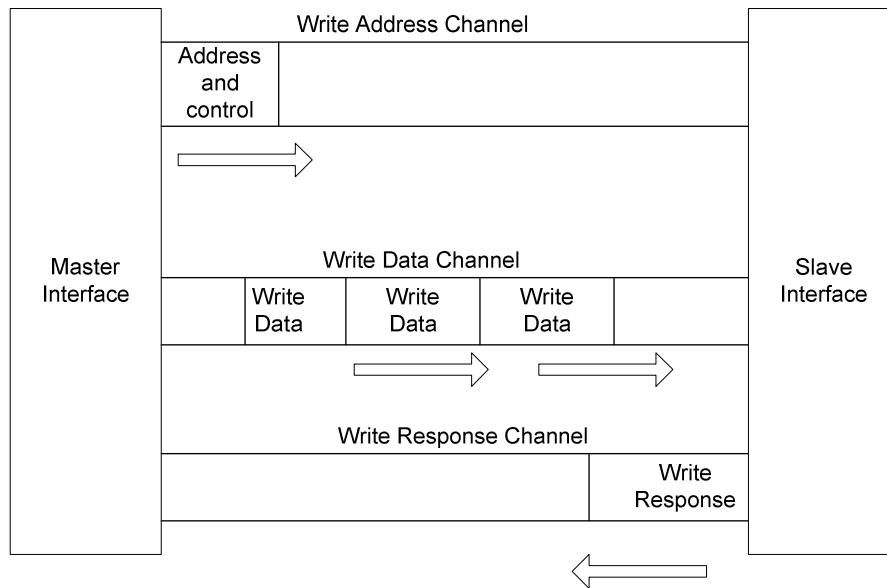 Write Address Channel
Address
and
control
Master
Interface
Write Data Channel
Write
Data
Write
Data
Write
Data
Slave
Interface
Write Response Channel
Write
Response